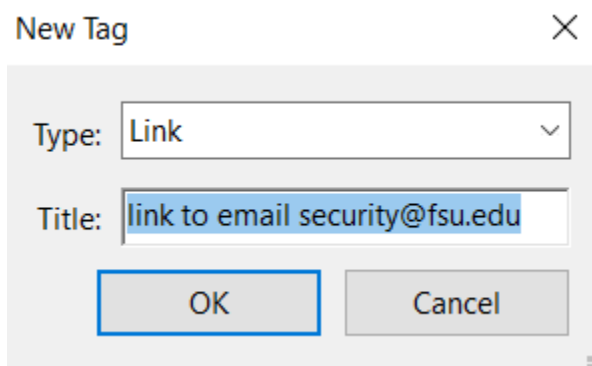 New Tag
Type: Link
Title: link to email security@fsu.edu
OK Cancel